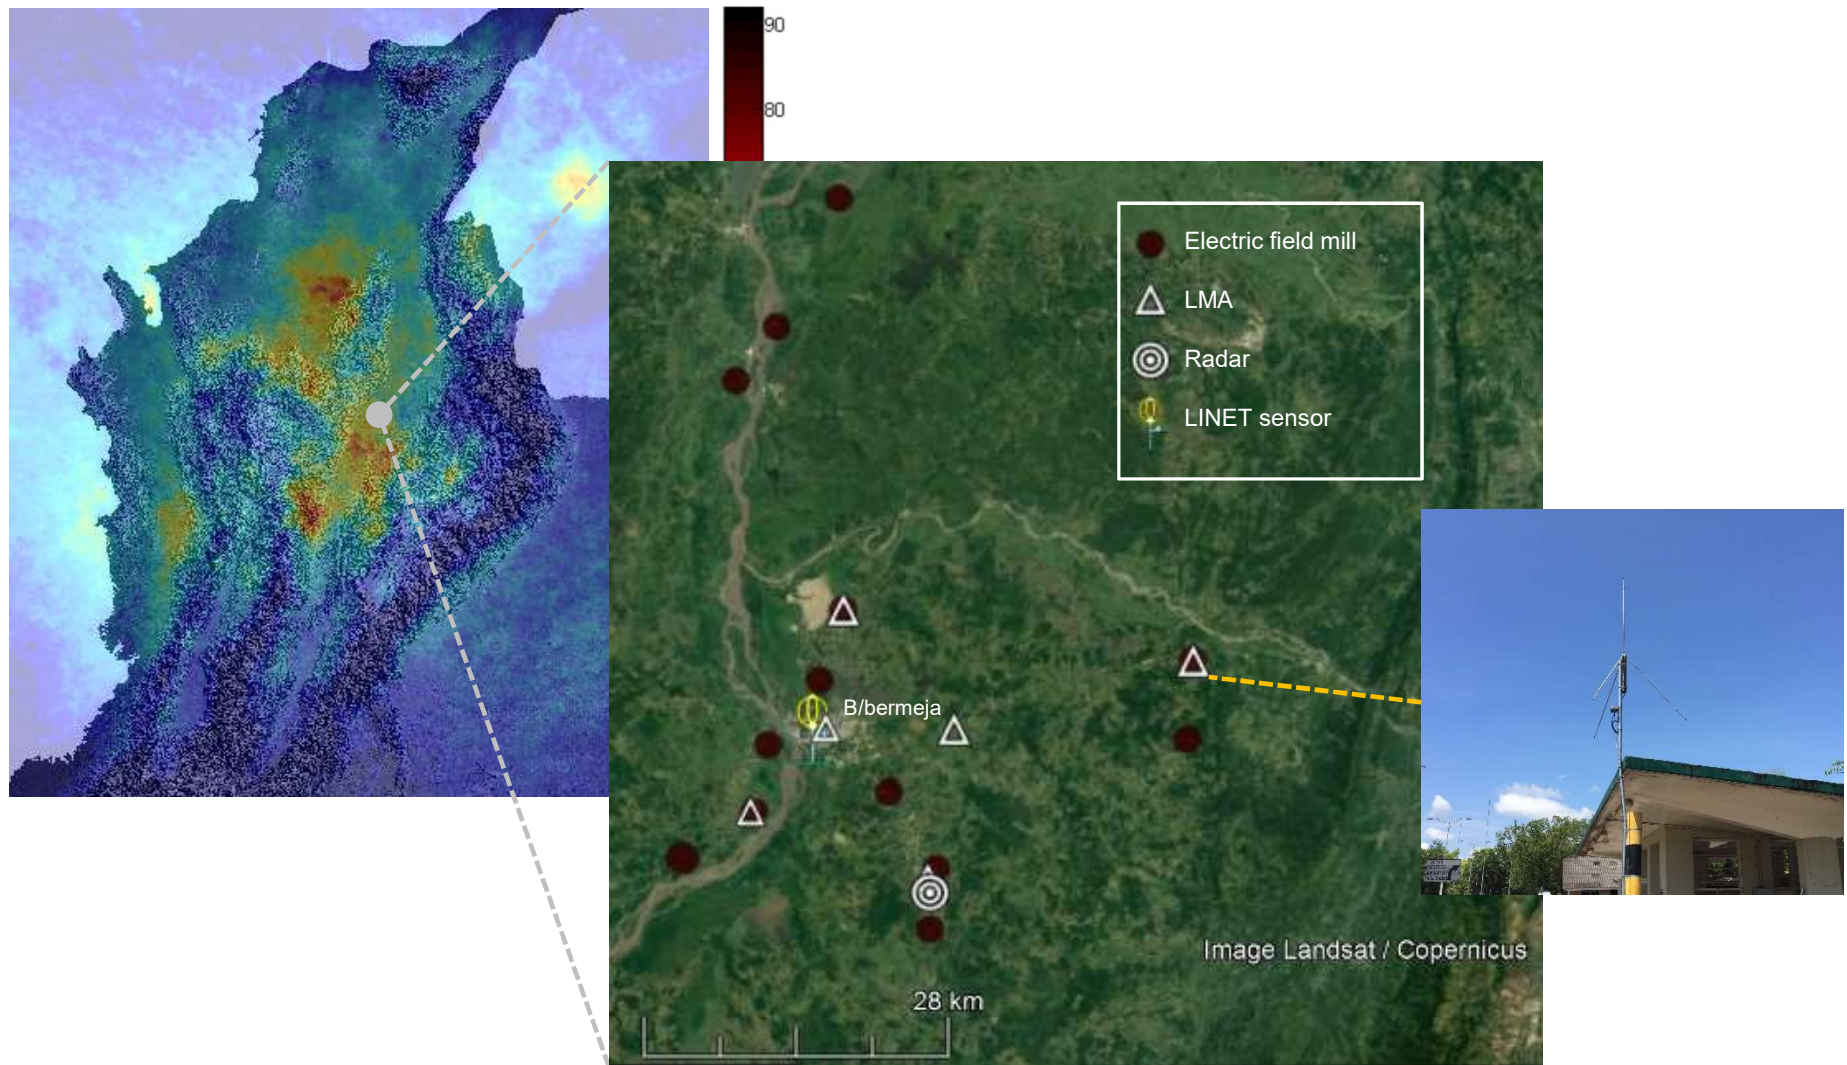 90
80
Electric field mill
LMA
Radar
LINET sensor
B/bermeja
Image Landsat / Copernicus
28 km